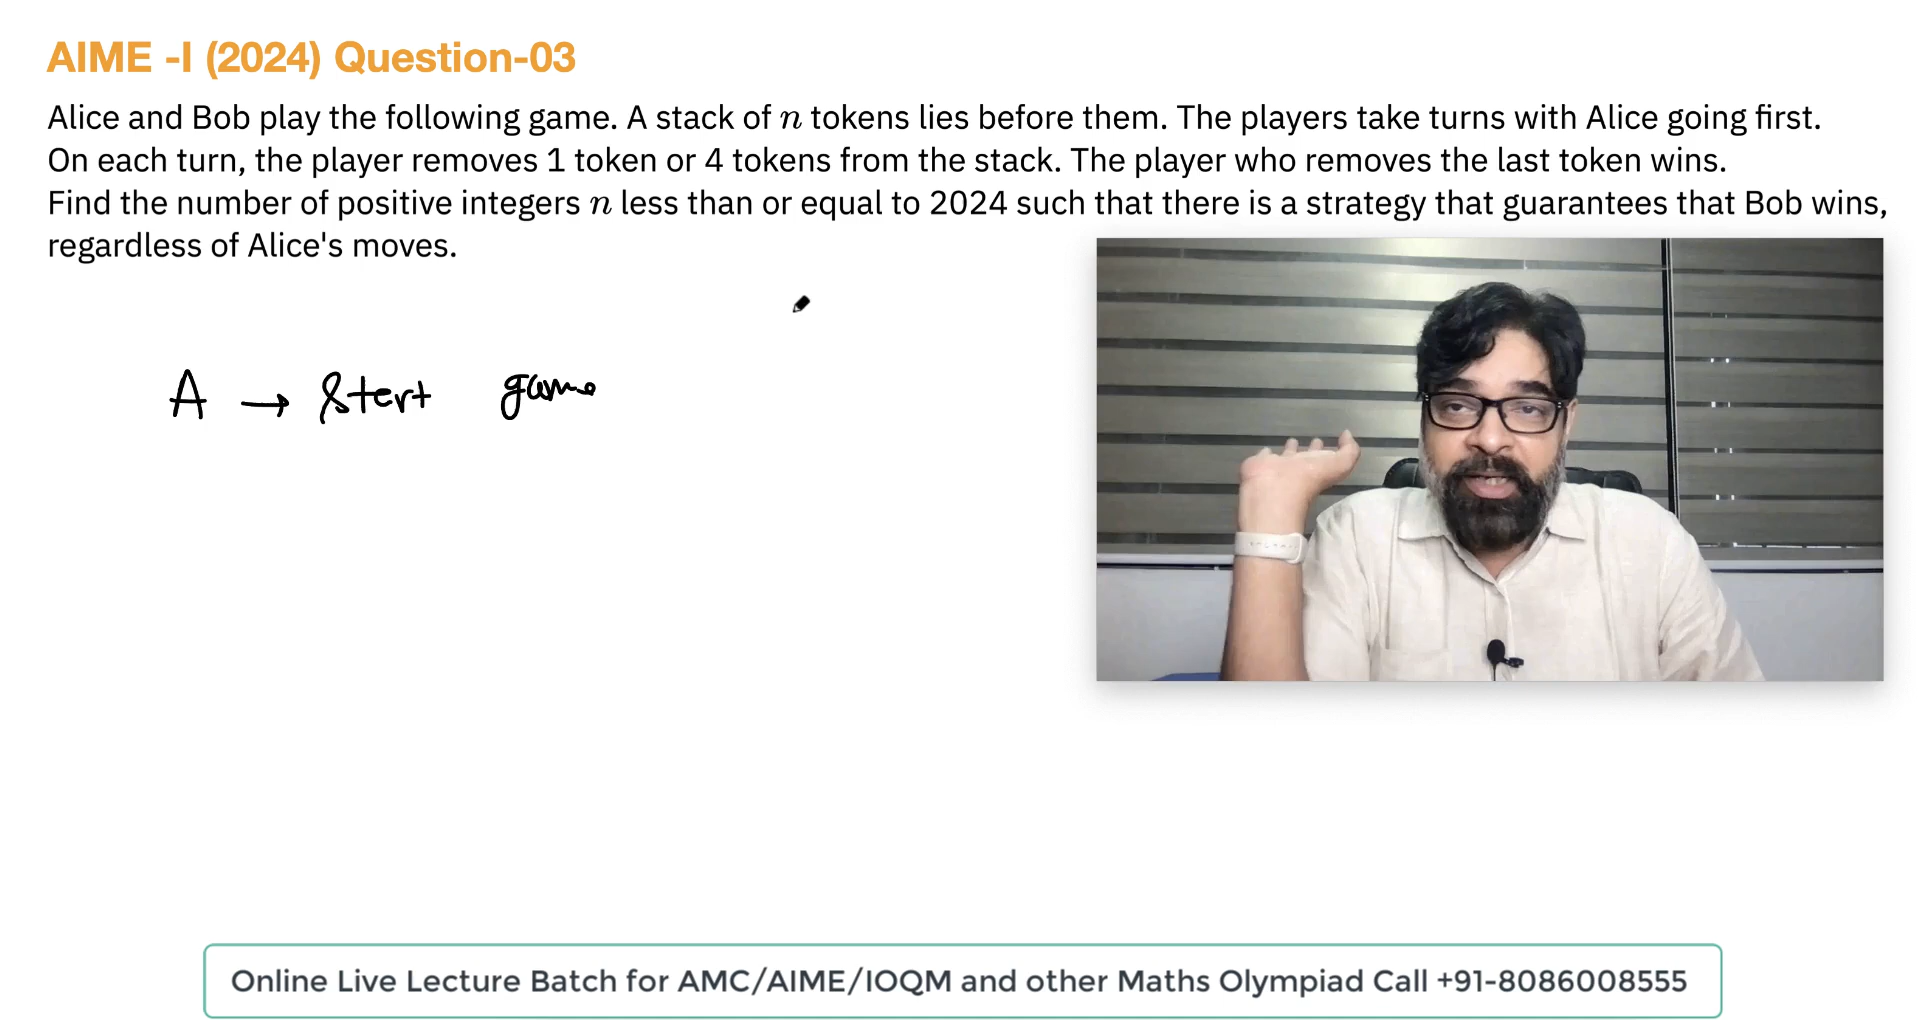 AIME -I (2024) Question-03
Alice and Bob play the following game. A stack of n tokens lies before them. The players take turns with Alice going first.
On each turn, the player removes 1 token or 4 tokens from the stack. The player who removes the last token wins.
Find the number of positive integers n less than or equal to 2024 such that there is a strategy that guarantees that Bob wins,
regardless of Alice's moves.
A → Stert game
Online Live Lecture Batch for AMC/AIME/IOQM and other Maths Olympiad Call +91-8086008555